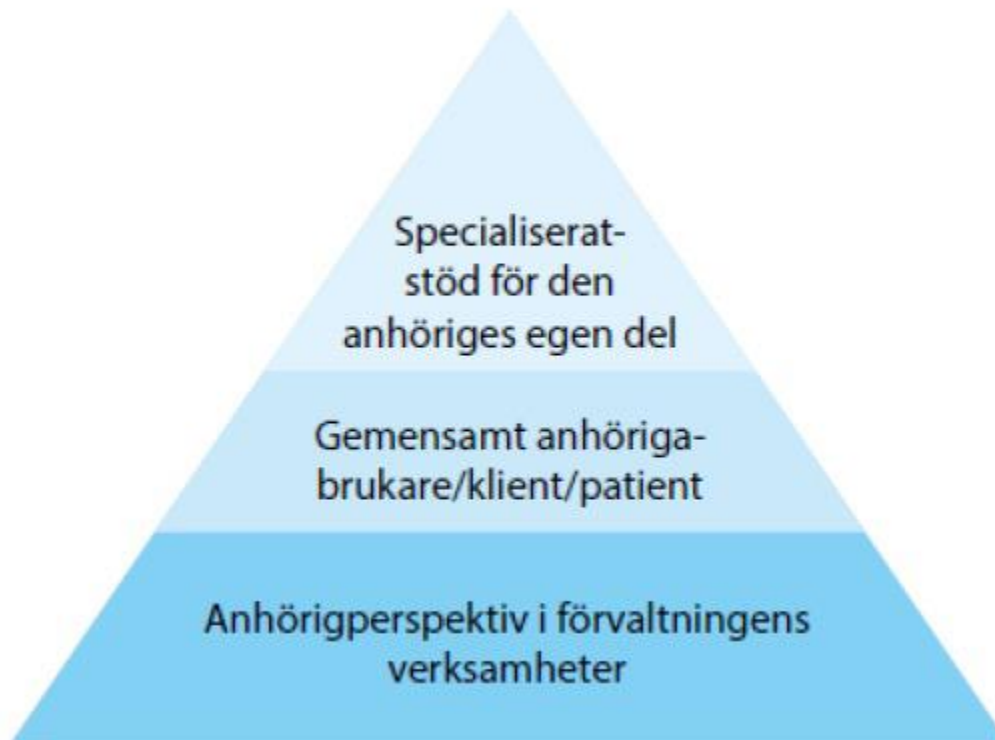 Specialiserat-
stöd för den
anhöriges egen del
Gemensamt anhöriga-
brukare/klient/patient
Anhörigperspektiv i förvaltningens
verksamheter